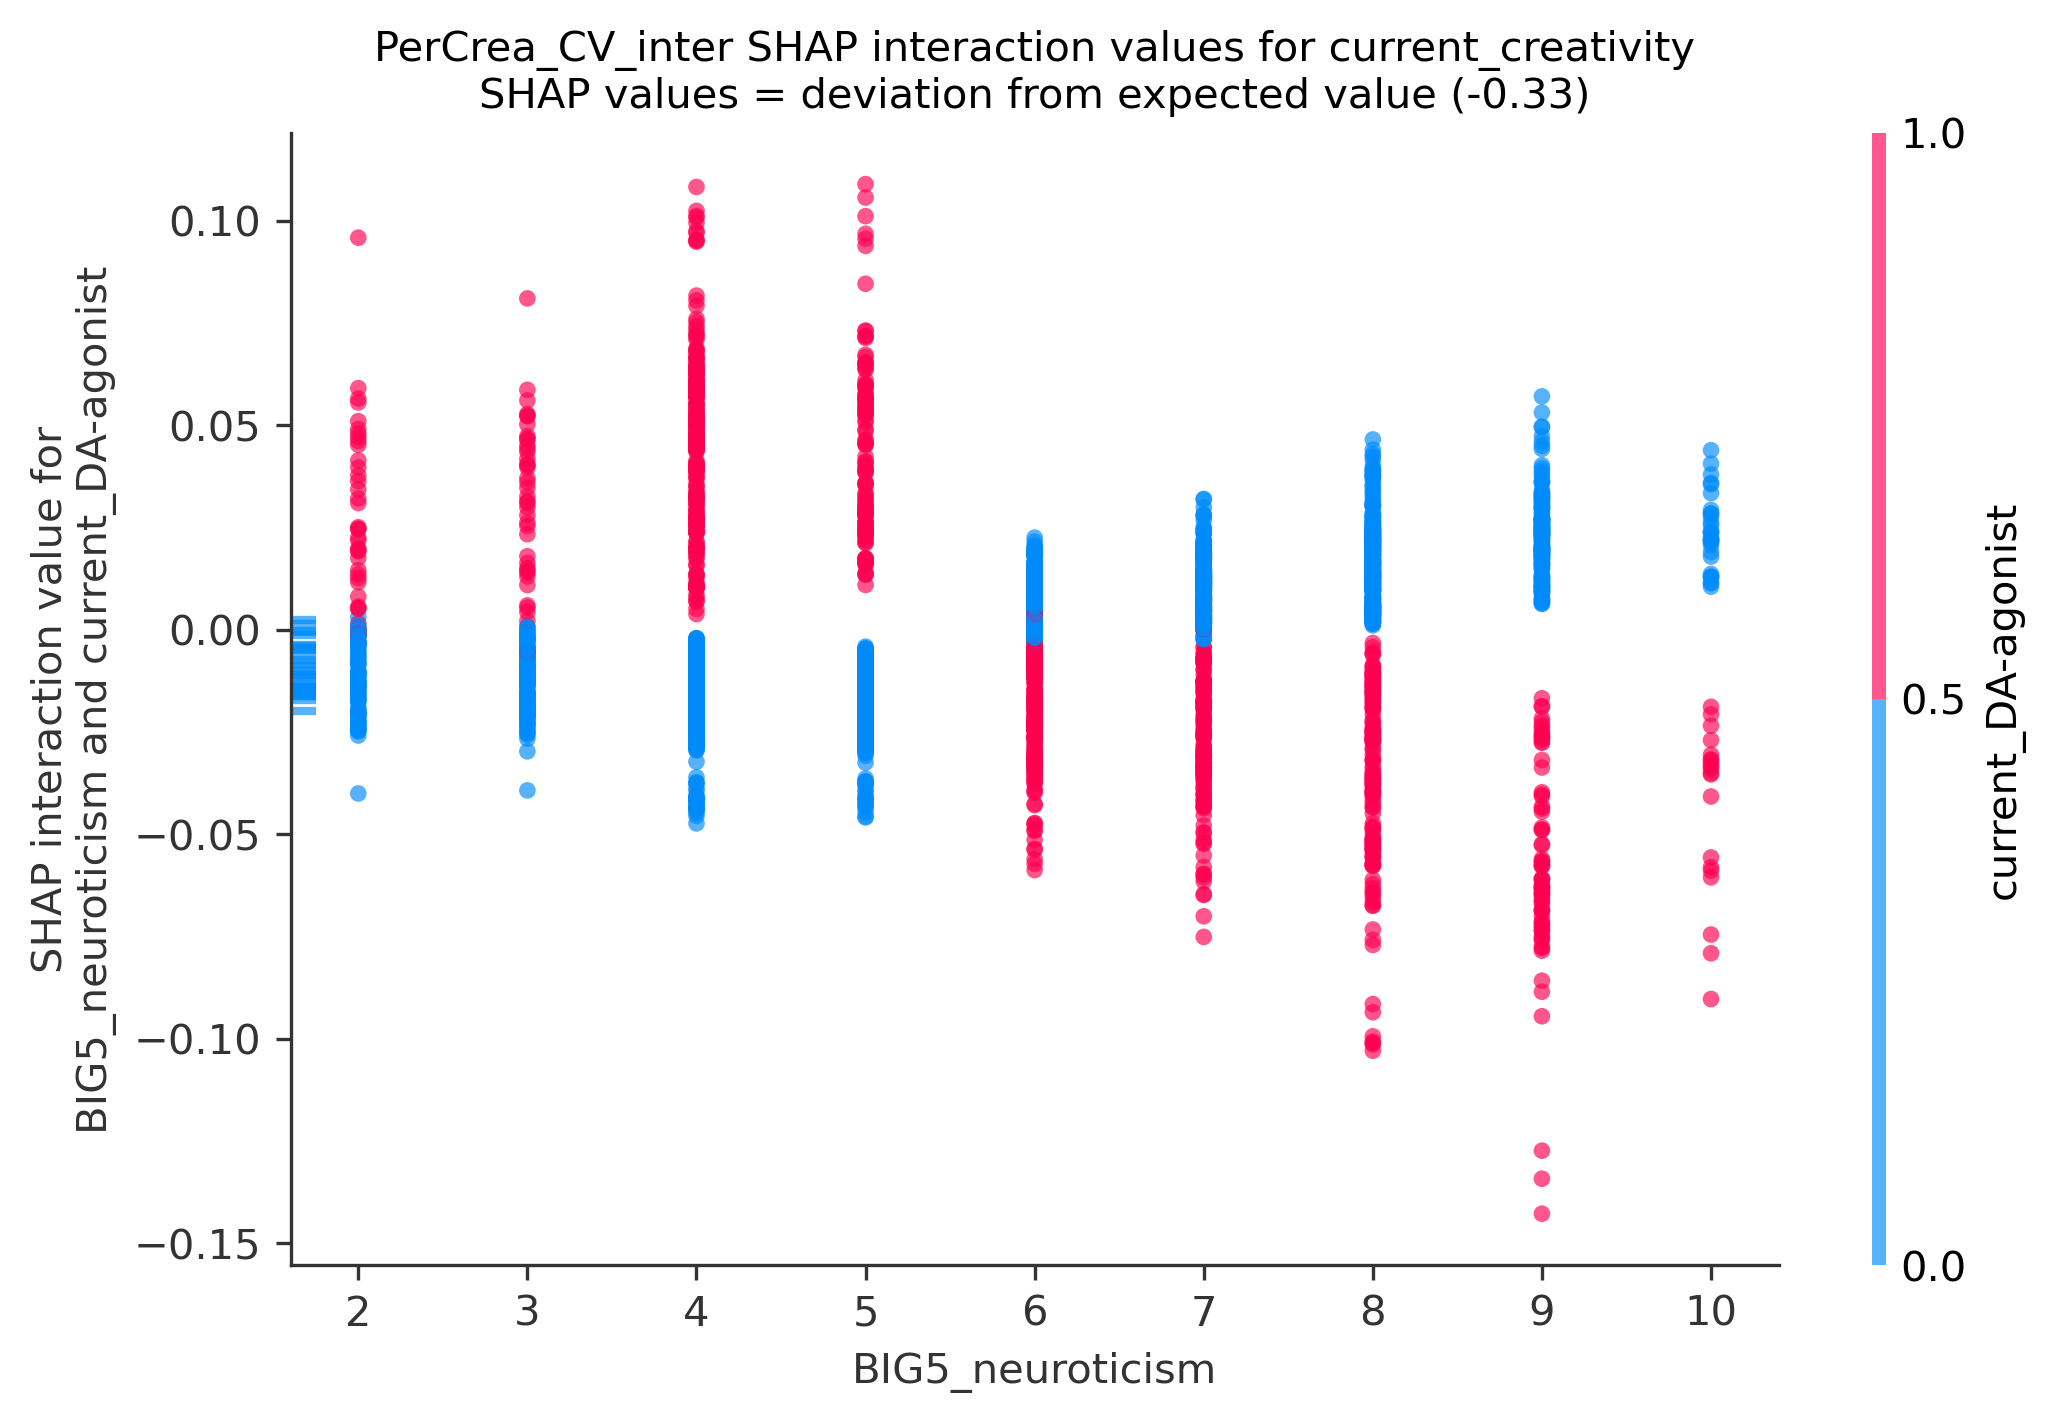 PerCrea_CV_inter SHAP interaction values for current_creativity
SHAP values = deviation from expected value (-0.33)
SHAP interaction value for
BIG5_neuroticism and current_DA-agonist
0.10
0.05
0.00
−0.05
−0.10
−0.15
2 3 4 5 6 7 8 9 10
BIG5_neuroticism
1.0
0.5
0.0
current_DA-agonist